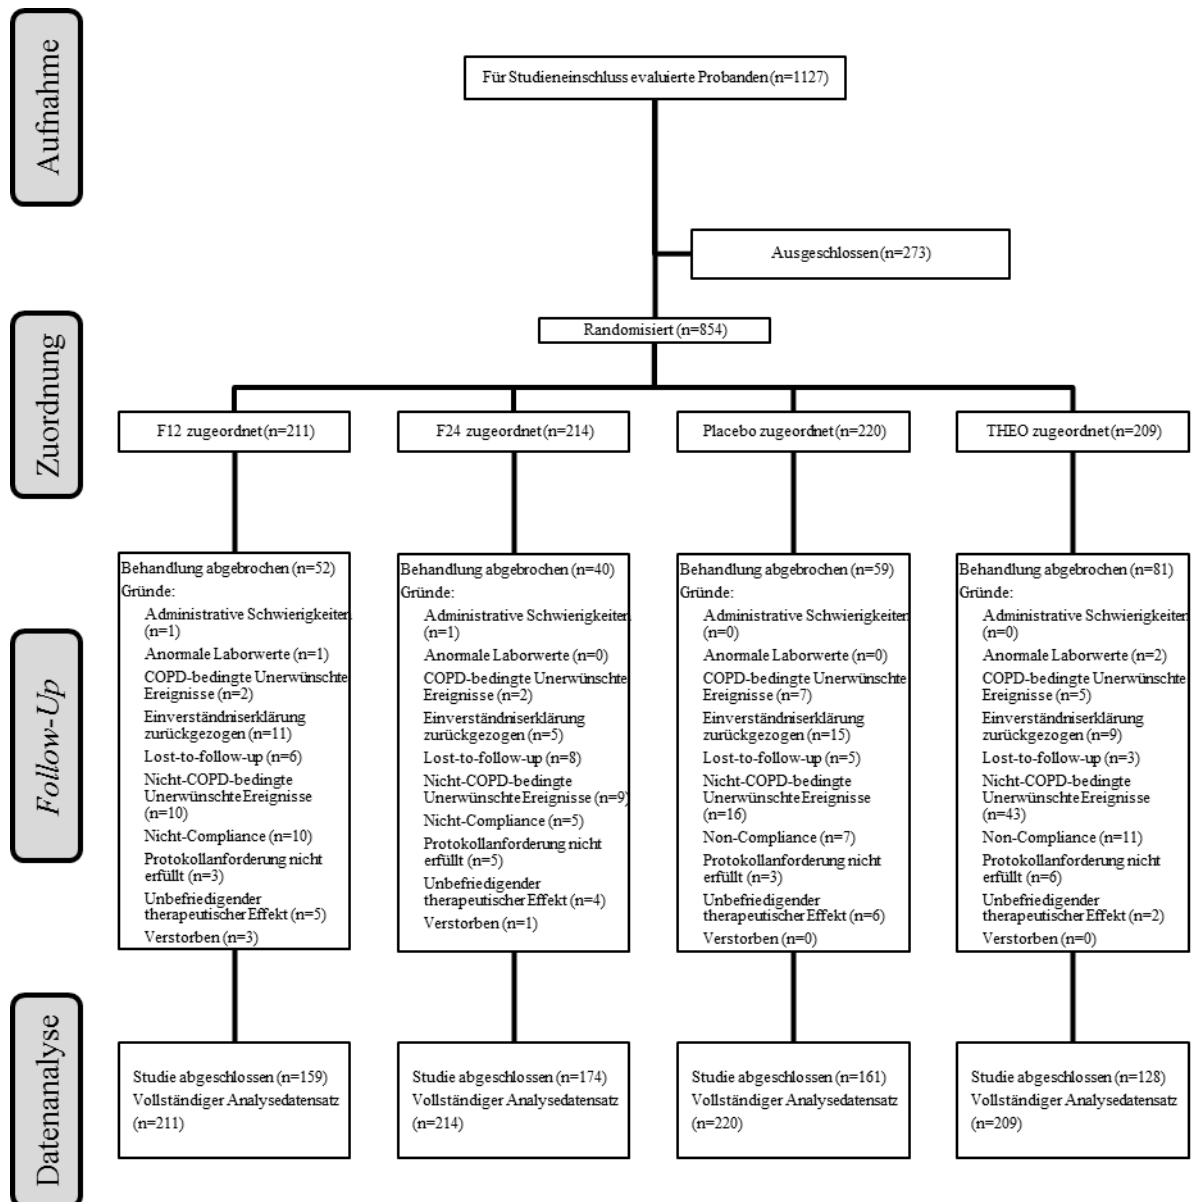 Aufnahme
Für Studieneinschluss evaluierte Probanden (n=1127)
Ausgeschlossen (n=273)
Zuordnung
Randomisiert (n=854)
F12 zugeordnet (n=211)
F24 zugeordnet (n=214)
Placebo zugeordnet (n=220)
THEO zugeordnet (n=209)
Follow-Up
Behandlung abgebrochen (n=52)
Gründe:
Administrative Schwierigkeiten
(n=1)
Anormale Laborwerte (n=1)
COPD-bedingte Unerwünschte
Ereignisse (n=2)
Einverständniserklärung
zurückgezogen (n=11)
Lost-to-follow-up (n=6)
Nicht-COPD-bedingte
Unerwünschte Ereignisse
(n=10)
Nicht-Compliance (n=10)
Protokollanforderung nicht
erfüllt (n=3)
Unbefriedigender
therapeutischer Effekt (n=5)
Verstorben (n=3)
Behandlung abgebrochen (n=40)
Gründe:
Administrative Schwierigkeiten
(n=1)
Anormale Laborwerte (n=0)
COPD-bedingte Unerwünschte
Ereignisse (n=2)
Einverständniserklärung
zurückgezogen (n=5)
Lost-to-follow-up (n=8)
Nicht-COPD-bedingte
Unerwünschte Ereignisse (n=9)
Nicht-Compliance (n=5)
Protokollanforderung nicht
erfüllt (n=5)
Unbefriedigender
therapeutischer Effekt (n=4)
Verstorben (n=1)
Behandlung abgebrochen (n=59)
Gründe:
Administrative Schwierigkeiten
(n=0)
Anormale Laborwerte (n=0)
COPD-bedingte Unerwünschte
Ereignisse (n=7)
Einverständniserklärung
zurückgezogen (n=15)
Lost-to-follow-up (n=5)
Nicht-COPD-bedingte
Unerwünschte Ereignisse
(n=16)
Non-Compliance (n=7)
Protokollanforderung nicht
erfüllt (n=3)
Unbefriedigender
therapeutischer Effekt (n=6)
Verstorben (n=0)
Behandlung abgebrochen (n=81)
Gründe:
Administrative Schwierigkeiten
(n=0)
Anormale Laborwerte (n=2)
COPD-bedingte Unerwünschte
Ereignisse (n=5)
Einverständniserklärung
zurückgezogen (n=9)
Lost-to-follow-up (n=3)
Nicht-COPD-bedingte
Unerwünschte Ereignisse
(n=43)
Non-Compliance (n=11)
Protokollanforderung nicht
erfüllt (n=6)
Unbefriedigender
therapeutischer Effekt (n=2)
Verstorben (n=0)
Datenanalyse
Studie abgeschlossen (n=159)
Vollständiger Analysedatensatz
(n=211)
Studie abgeschlossen (n=174)
Vollständiger Analysedatensatz
(n=214)
Studie abgeschlossen (n=161)
Vollständiger Analysedatensatz
(n=220)
Studie abgeschlossen (n=128)
Vollständiger Analysedatensatz
(n=209)